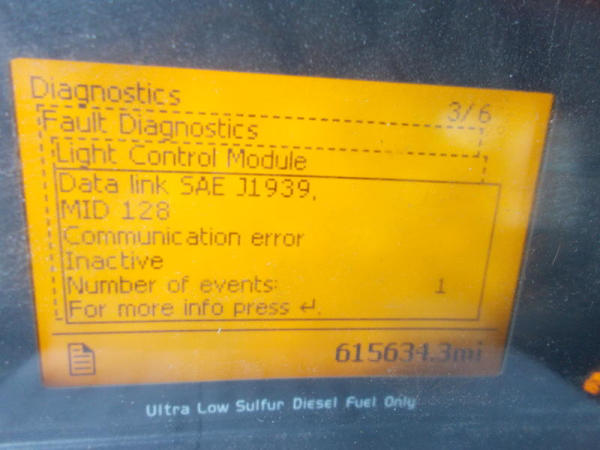 Diagnostics
3/6
Fault Diagnostics
Light Control Module
Data link SAE J1939,
MID 128
Communication error
Inactive
Number of events: 1
For more info press ↵.
615634.3mi
Ultra Low Sulfur Diesel Fuel Only